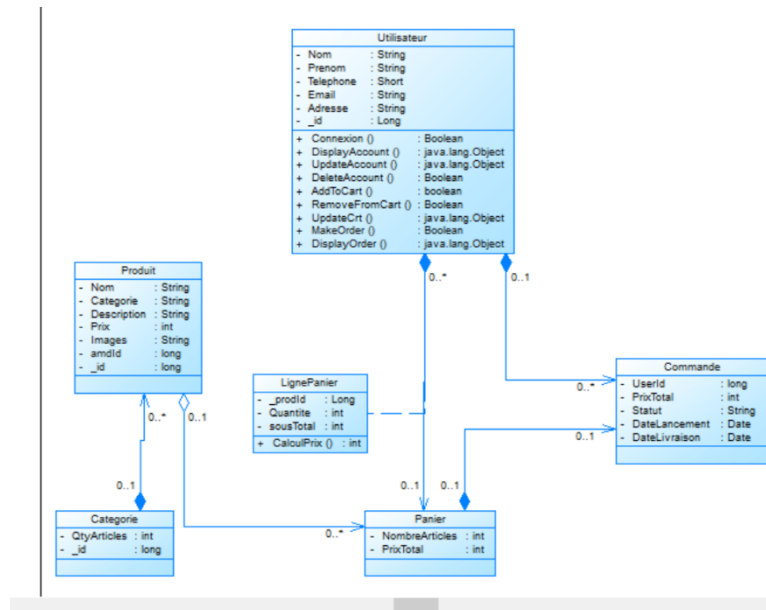 Utilisateur
- Nom : String
- Prenom : String
- Telephone : Short
- Email : String
- Adresse : String
- _id : Long
+ Connexion () : Boolean
+ DisplayAccount () : java.lang.Object
+ UpdateAccount () : java.lang.Object
+ DeleteAccount () : Boolean
+ AddToCart () : boolean
+ RemoveFromCart () : Boolean
+ UpdateCrt () : java.lang.Object
+ MakeOrder () : Boolean
+ DisplayOrder () : java.lang.Object
0..*
0..1
Produit
- Nom : String
- Categorie : String
- Description : String
- Prix : int
- Images : String
- amdId : long
- _id : long
0..*
0..1
LignePanier
- _prodId : Long
- Quantite : int
- sousTotal : int
+ CalculPrix () : int
Commande
- UserId : long
- PrixTotal : int
- Statut : String
- DateLancement : Date
- DateLivraison : Date
0..*
0..1
0..1
0..1
0..1
Categorie
- QtyArticles : int
- _id : long
0..*
Panier
- NombreArticles : int
- PrixTotal : int